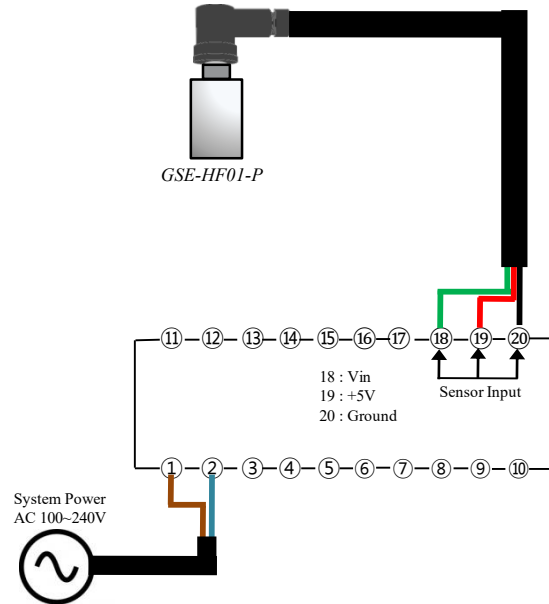 GSE-HF01-P
11 12 13 14 15 16 17 18 19 20
18 : Vin
19 : +5V
20 : Ground
Sensor Input
1 2 3 4 5 6 7 8 9 10
System Power
AC 100~240V